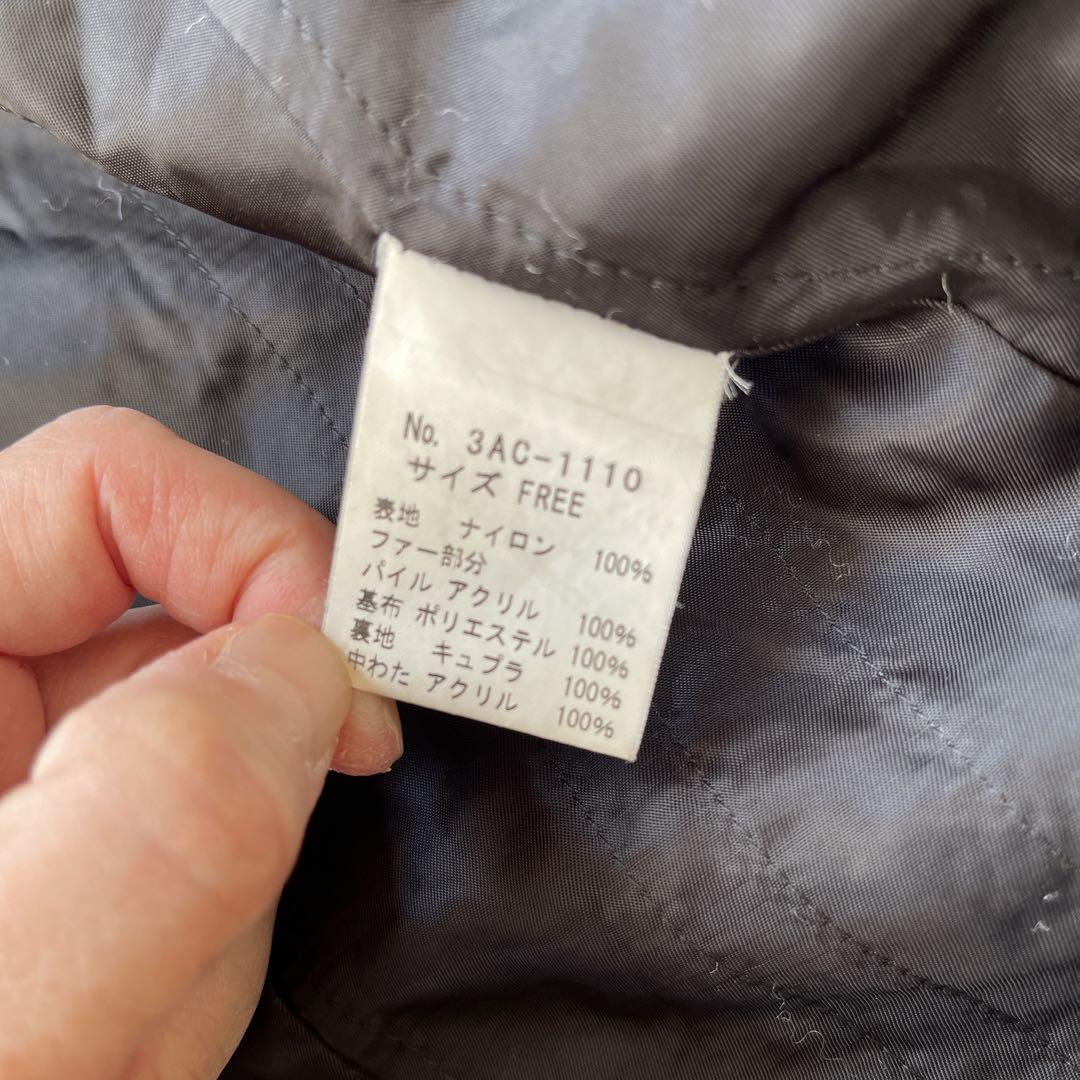 No. 3AC-1110
サイズ FREE
表地 ナイロン 100%
ファー部分
パイル アクリル 100%
基布 ポリエステル 100%
裏地 キュプラ 100%
中わた アクリル 100%